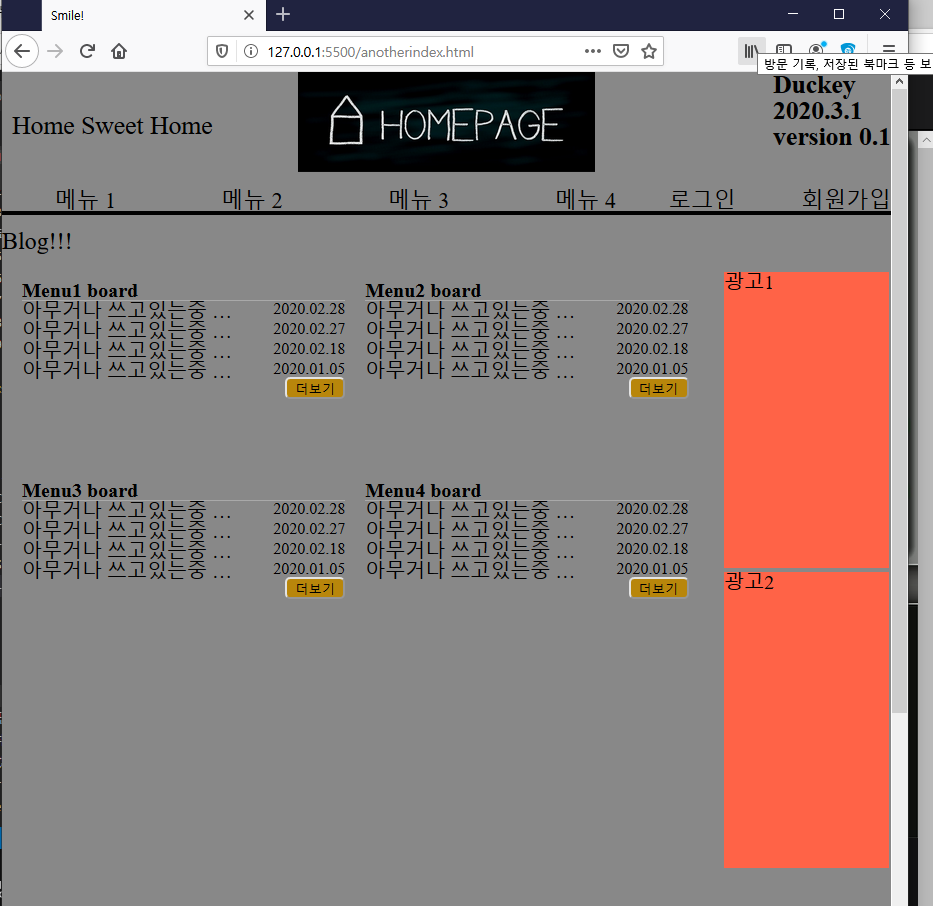 Smile!
127.0.0.1:5500/anotherindex.html
방문 기록, 저장된 북마크 등 보
Home Sweet Home
HOMEPAGE
Duckey
2020.3.1
version 0.1
메뉴 1 메뉴 2 메뉴 3 메뉴 4 로그인 회원가입
Blog!!!
Menu1 board
아무거나 쓰고있는중 ... 2020.02.28
아무거나 쓰고있는중 ... 2020.02.27
아무거나 쓰고있는중 ... 2020.02.18
아무거나 쓰고있는중 ... 2020.01.05
더보기
Menu2 board
아무거나 쓰고있는중 ... 2020.02.28
아무거나 쓰고있는중 ... 2020.02.27
아무거나 쓰고있는중 ... 2020.02.18
아무거나 쓰고있는중 ... 2020.01.05
더보기
광고1
Menu3 board
아무거나 쓰고있는중 ... 2020.02.28
아무거나 쓰고있는중 ... 2020.02.27
아무거나 쓰고있는중 ... 2020.02.18
아무거나 쓰고있는중 ... 2020.01.05
더보기
Menu4 board
아무거나 쓰고있는중 ... 2020.02.28
아무거나 쓰고있는중 ... 2020.02.27
아무거나 쓰고있는중 ... 2020.02.18
아무거나 쓰고있는중 ... 2020.01.05
더보기
광고2